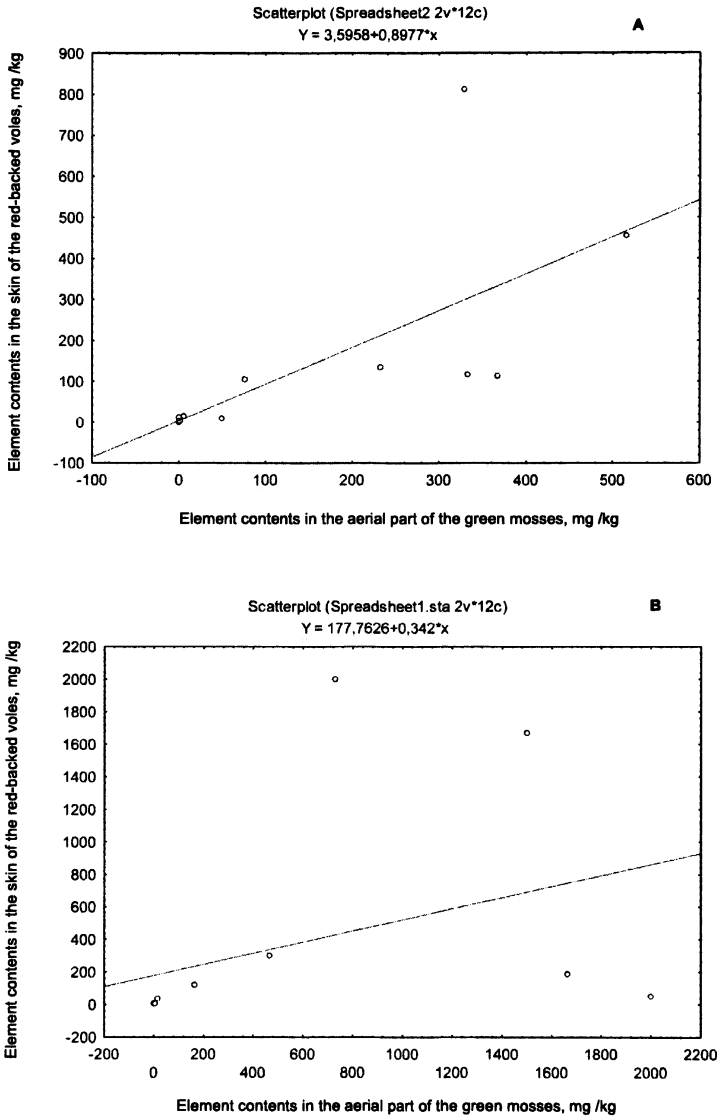 Scatterplot (Spreadsheet2 2v*12c)
A
Y = 3,5958+0,8977*x
900
800
700
600
500
400
300
200
100
0
-100
Element contents in the skin of the red-backed voles, mg /kg
-100 0 100 200 300 400 500 600
Element contents in the aerial part of the green mosses, mg /kg
Scatterplot (Spreadsheet1.sta 2v*12c)
B
Y = 177,7626+0,342*x
2200
2000
1800
1600
1400
1200
1000
800
600
400
200
0
-200
Element contents in the skin of the red-backed voles, mg /kg
-200 200 600 1000 1400 1800 2200
0 400 800 1200 1600 2000
Element contents in the aerial part of the green mosses, mg /kg